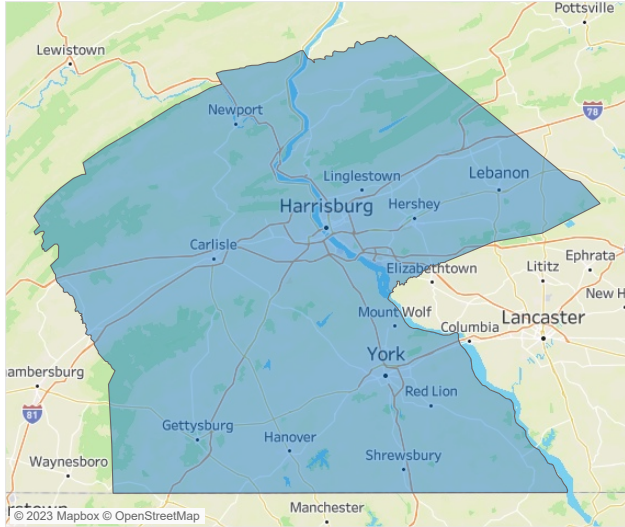 Pottsville
Lewistown
Newport
78
Linglestown
Lebanon
Harrisburg
Hershey
Carlisle
Ephrata
Elizabethtown
Lititz
New H
Mount Wolf
Lancaster
Columbia
York
ambersburg
Red Lion
81
Gettysburg
Hanover
Shrewsbury
Waynesboro
Manchester
rstown
© 2023 Mapbox © OpenStreetMap